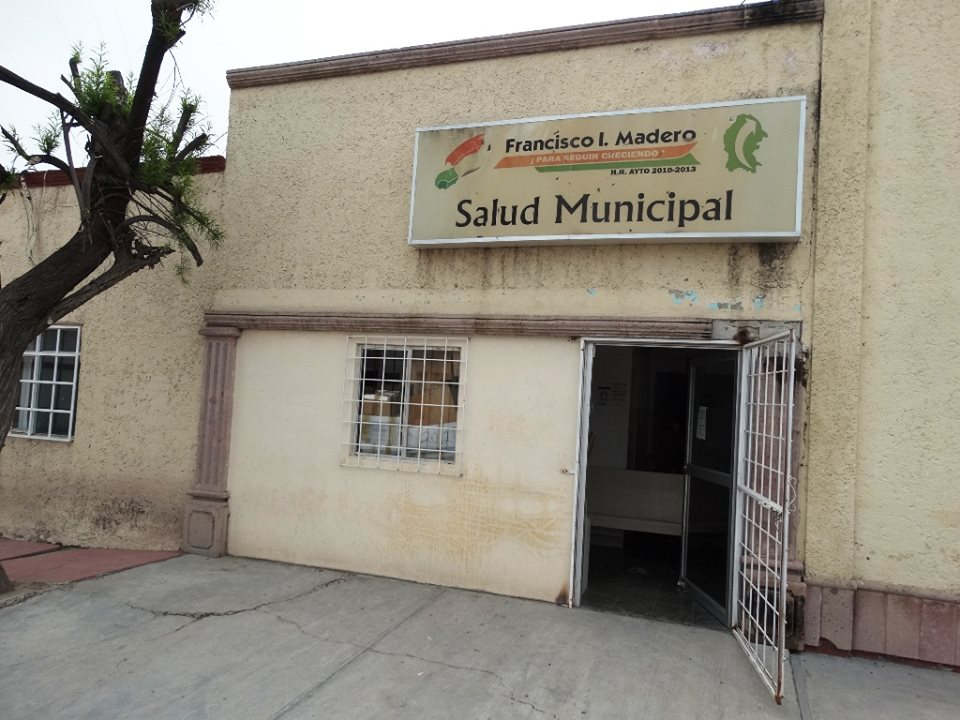 Francisco I. Madero
¡ PARA SEGUIR CRECIENDO !
H.R. AYTO 2010-2013
Salud Municipal